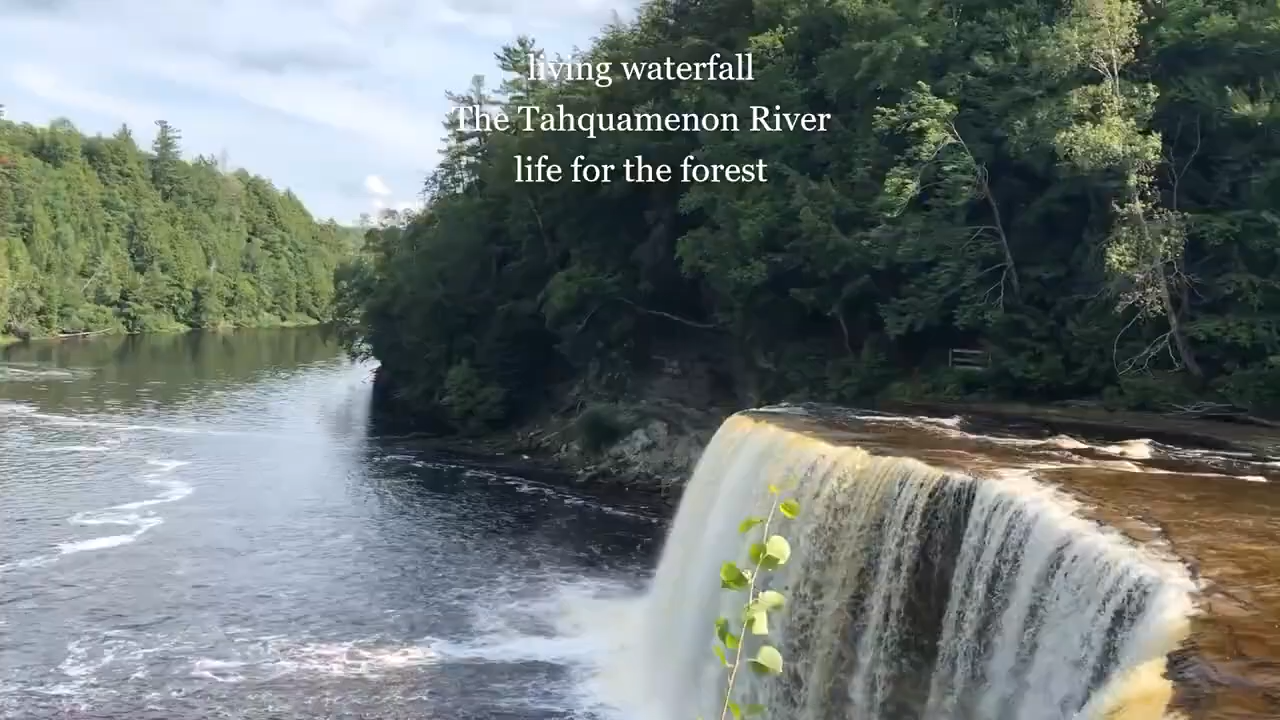 living waterfall
The Tahquamenon River
life for the forest